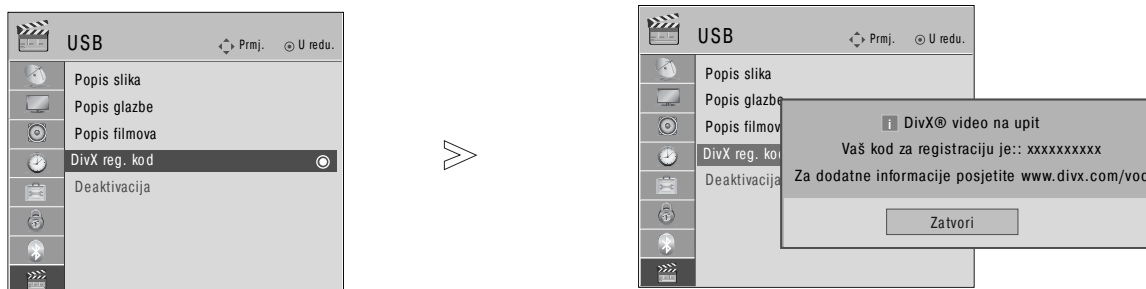 USB
Prmj.
U redu.
Popis slika
Popis glazbe
Popis filmova
DivX reg. kod
Deaktivacija
USB
Prmj.
U redu.
Popis slika
Popis glazbe
Popis filmov
DivX reg. ko
Deaktivacija
i DivX® video na upit
Vaš kod za registraciju je:: xxxxxxxxxx
Za dodatne informacije posjetite www.divx.com/vod
Zatvori